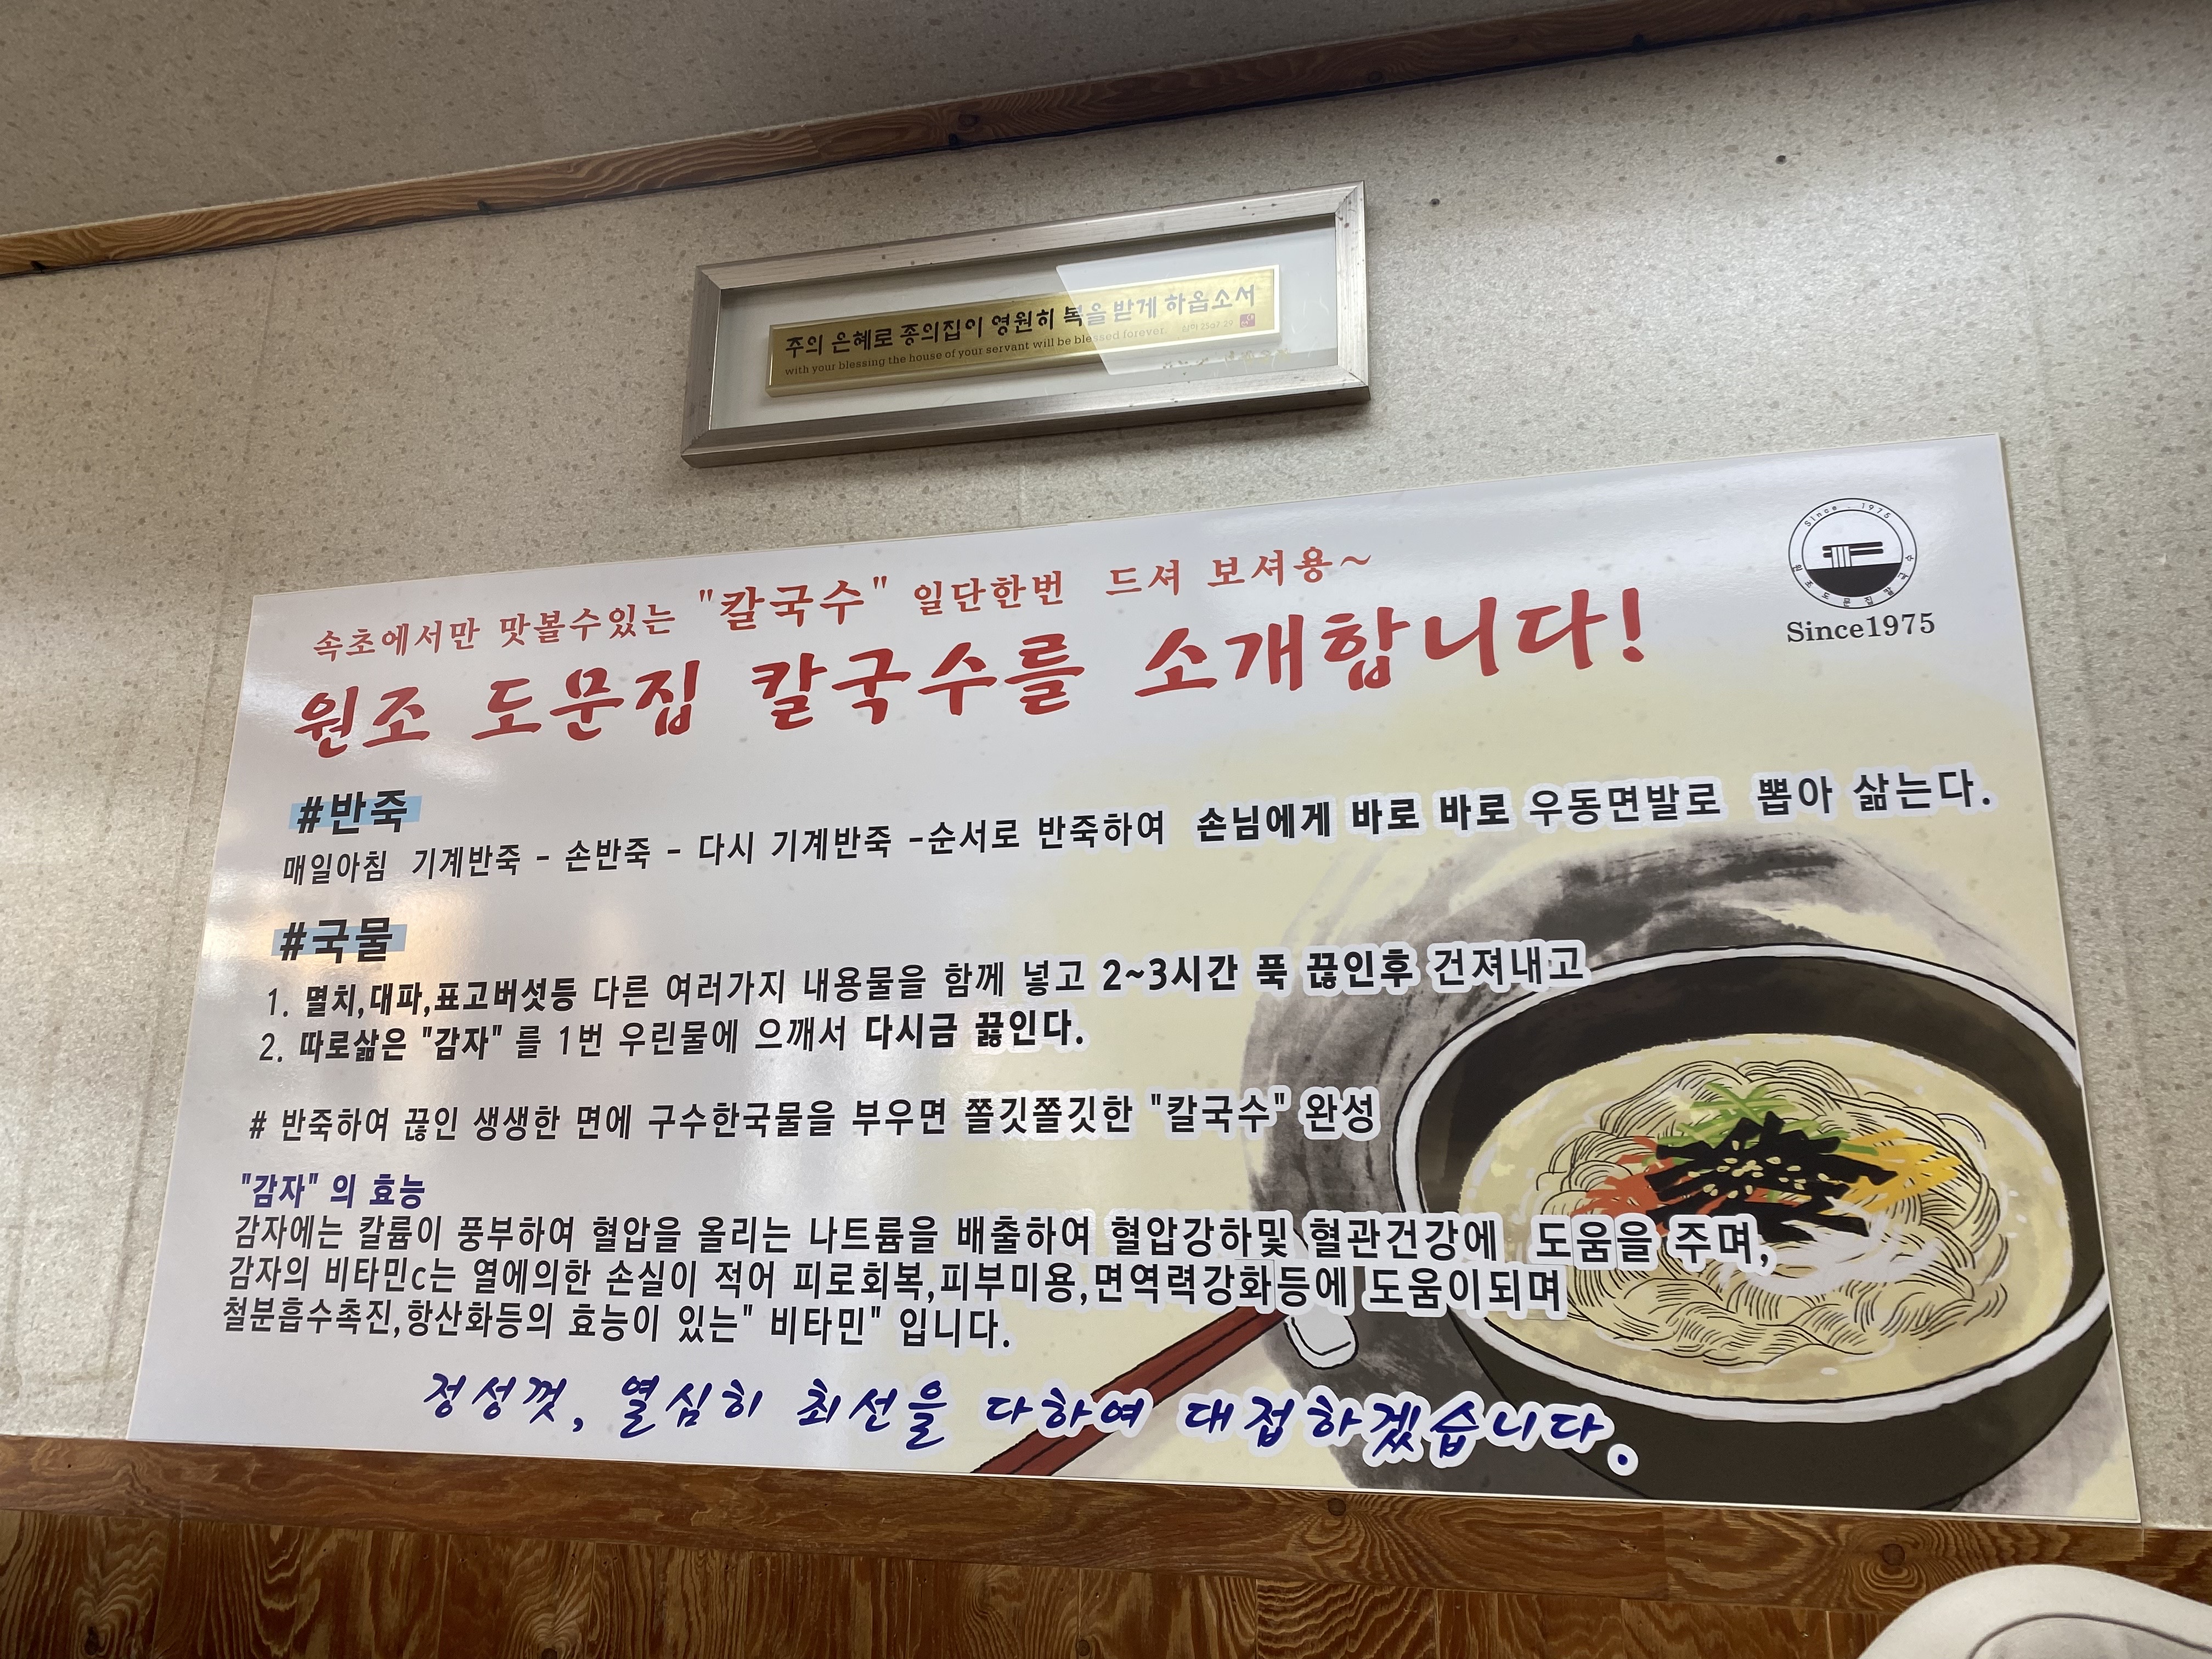 주의 은혜로 종의집이 영원히 복을 받게 하옵소서
with your blessing the house of your servant will be blessed forever.
속초에서만 맛볼수있는 "칼국수" 일단한번 드셔 보셔용~
원조 도문집 칼국수를 소개합니다!
Since . 1975
원조도문집칼국수
Since1975
#반죽
매일아침 기계반죽 - 손반죽 - 다시 기계반죽 -순서로 반죽하여 손님에게 바로 바로 우동면발로 뽑아 삶는다.
#국물
1. 멸치,대파,표고버섯등 다른 여러가지 내용물을 함께 넣고 2~3시간 푹 끊인후 건져내고
2. 따로삶은 "감자" 를 1번 우린물에 으깨서 다시금 끓인다.
# 반죽하여 끊인 생생한 면에 구수한국물을 부우면 쫄깃쫄깃한 "칼국수" 완성
"감자" 의 효능
감자에는 칼륨이 풍부하여 혈압을 올리는 나트륨을 배출하여 혈압강하및 혈관건강에 도움을 주며,
감자의 비타민c는 열에의한 손실이 적어 피로회복,피부미용,면역력강화등에 도움이되며
철분흡수촉진,항산화등의 효능이 있는" 비타민" 입니다.
정성껏, 열심히 최선을 다하여 대접하겠습니다.